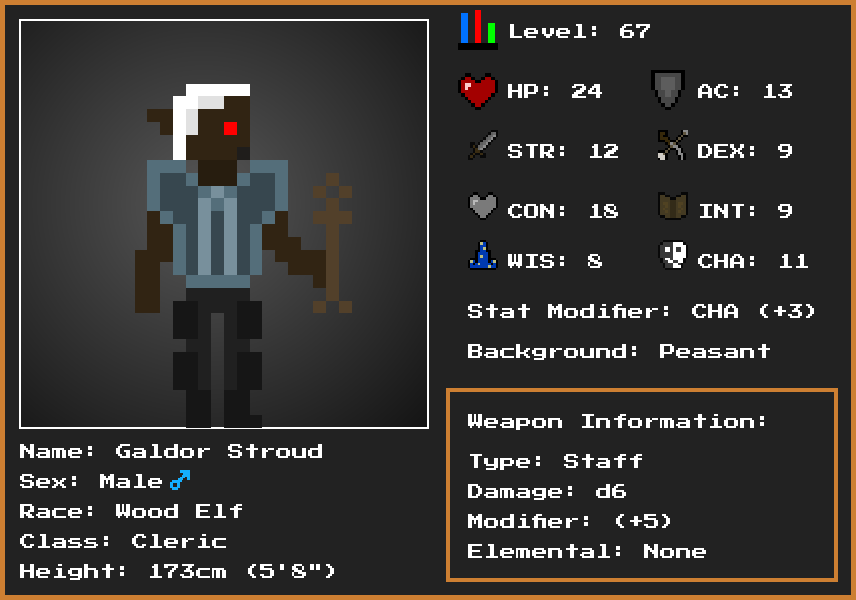 Level: 67
HP: 24
AC: 13
STR: 12
DEX: 9
CON: 18
INT: 9
WIS: 8
CHA: 11
Stat Modifier: CHA (+3)
Background: Peasant
Weapon Information:
Type: Staff
Damage: d6
Modifier: (+5)
Elemental: None
Name: Galdor Stroud
Sex: Male♂
Race: Wood Elf
Class: Cleric
Height: 173cm (5'8")